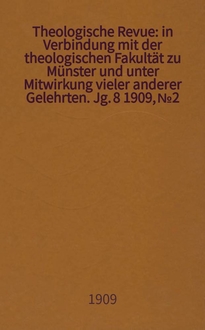 Theologische Revue: in
Verbindung mit der
theologischen Fakultät zu
Münster und unter
Mitwirkung vieler anderer
Gelehrten. Jg. 8 1909, №2
1909